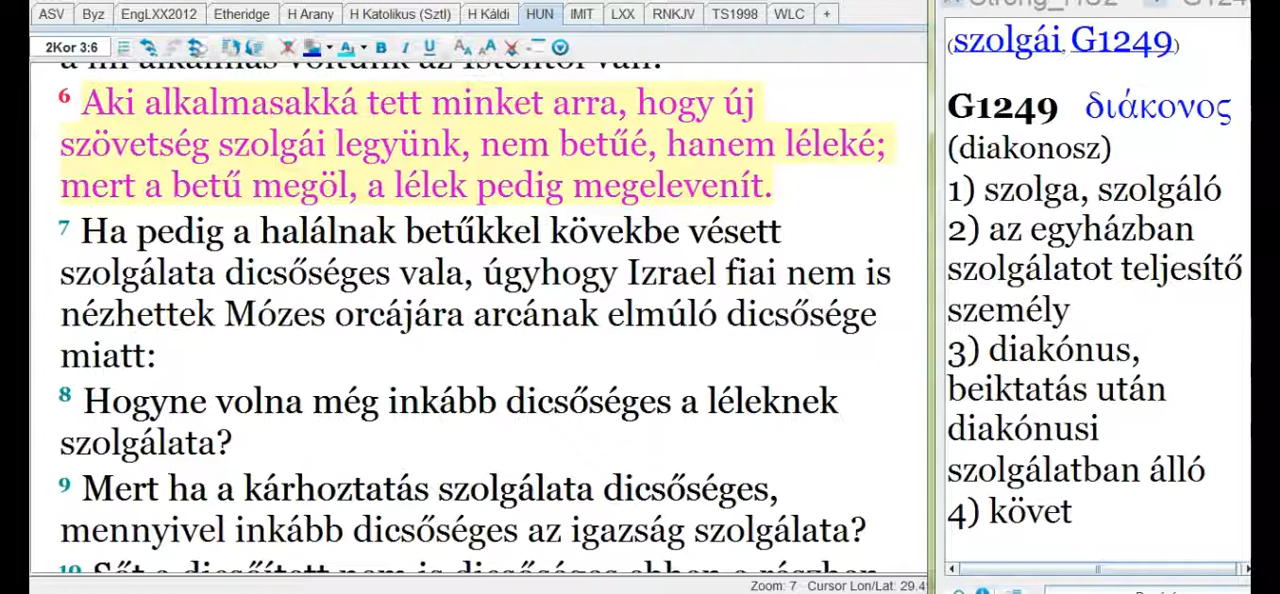 ASV Byz EngLXX2012 Etheridge H Arany H Katolikus (Sztl) H Káldi HUN IMIT LXX RNKJV TS1998 WLC +
2Kor 3:6 B I U
6 Aki alkalmasakká tett minket arra, hogy új
szövetség szolgái legyünk, nem betűé, hanem léleké;
mert a betű megöl, a lélek pedig megelevenít.
7 Ha pedig a halálnak betűkkel kövekbe vésett
szolgálata dicsőséges vala, úgyhogy Izrael fiai nem is
nézhettek Mózes orcájára arcának elmúló dicsősége
miatt:
8 Hogyne volna még inkább dicsőséges a léleknek
szolgálata?
9 Mert ha a kárhoztatás szolgálata dicsőséges,
mennyivel inkább dicsőséges az igazság szolgálata?
Zoom: 7 Cursor Lon/Lat: 29.4
(szolgái, G1249)
G1249 διάκονος
(diakonosz)
1) szolga, szolgáló
2) az egyházban
szolgálatot teljesítő
személy
3) diakónus,
beiktatás után
diakónusi
szolgálatban álló
4) követ